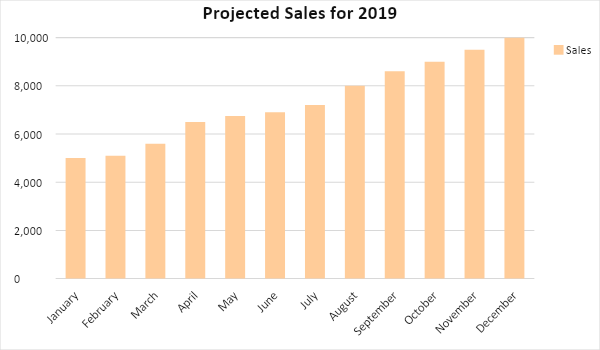 Projected Sales for 2019
10,000
8,000
6,000
4,000
2,000
0
January
February
March
April
May
June
July
August
September
October
November
December
Sales